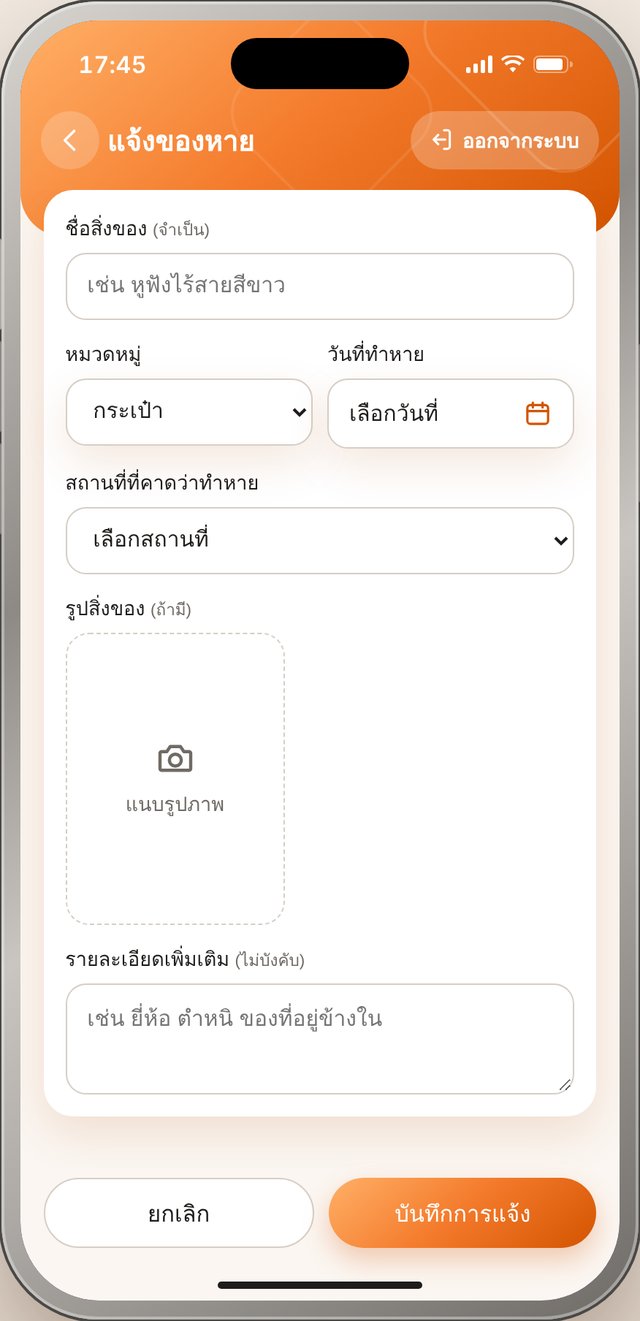 17:45
แจ้งของหาย
ออกจากระบบ
ชื่อสิ่งของ (จำเป็น)
เช่น หูฟังไร้สายสีขาว
หมวดหมู่ วันที่ทำหาย
กระเป๋า เลือกวันที่
สถานที่ที่คาดว่าทำหาย
เลือกสถานที่
รูปสิ่งของ (ถ้ามี)
แนบรูปภาพ
รายละเอียดเพิ่มเติม (ไม่บังคับ)
เช่น ยี่ห้อ ตำหนิ ของที่อยู่ข้างใน
ยกเลิก บันทึกการแจ้ง